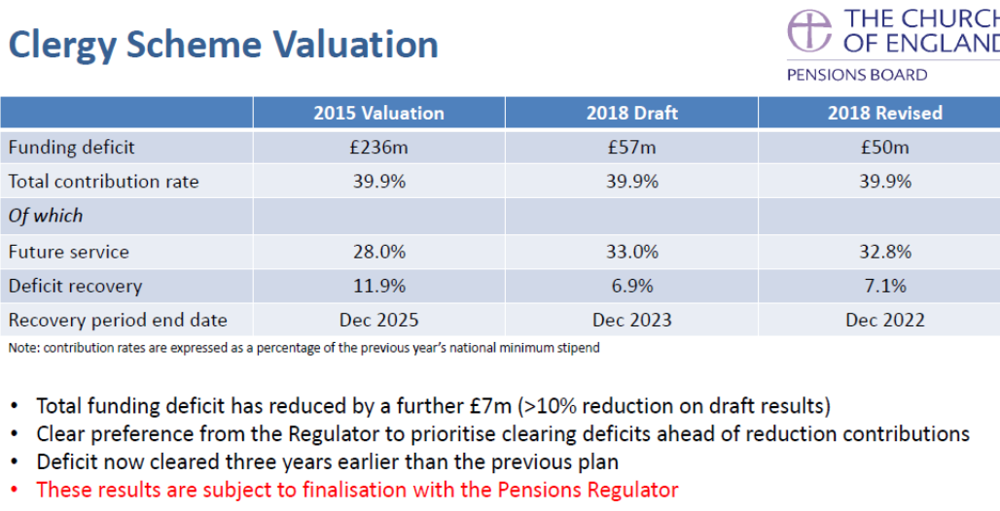 Clergy Scheme Valuation
THE CHURCH
OF ENGLAND
PENSIONS BOARD
2015 Valuation 2018 Draft 2018 Revised
Funding deficit £236m £57m £50m
Total contribution rate 39.9% 39.9% 39.9%
Of which
Future service 28.0% 33.0% 32.8%
Deficit recovery 11.9% 6.9% 7.1%
Recovery period end date Dec 2025 Dec 2023 Dec 2022
Note: contribution rates are expressed as a percentage of the previous year's national minimum stipend
• Total funding deficit has reduced by a further £7m (>10% reduction on draft results)
• Clear preference from the Regulator to prioritise clearing deficits ahead of reduction contributions
• Deficit now cleared three years earlier than the previous plan
• These results are subject to finalisation with the Pensions Regulator